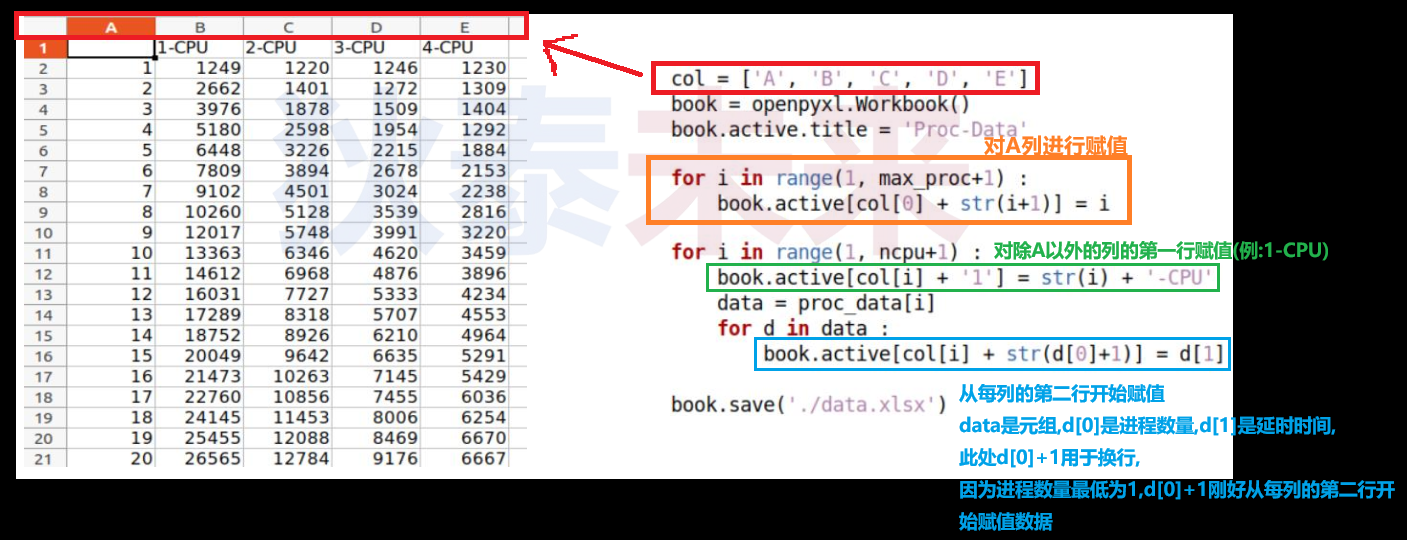 A B C D E
1 1-CPU 2-CPU 3-CPU 4-CPU
2 1 1249 1220 1246 1230
3 2 2662 1401 1272 1309
4 3 3976 1878 1509 1404
5 4 5180 2598 1954 1292
6 5 6448 3226 2215 1884
7 6 7809 3894 2678 2153
8 7 9102 4501 3024 2238
9 8 10260 5128 3539 2816
10 9 12017 5748 3991 3220
11 10 13363 6346 4620 3459
12 11 14612 6968 4876 3896
13 12 16031 7727 5333 4234
14 13 17289 8318 5707 4553
15 14 18752 8926 6210 4964
16 15 20049 9642 6635 5291
17 16 21473 10263 7145 5429
18 17 22760 10856 7455 6036
19 18 24145 11453 8006 6254
20 19 25455 12088 8469 6670
21 20 26565 12784 9176 6667
col = ['A', 'B', 'C', 'D', 'E']
book = openpyxl.Workbook()
book.active.title = 'Proc-Data'
对A列进行赋值
for i in range(1, max_proc+1) :
book.active[col[0] + str(i+1)] = i
for i in range(1, ncpu+1) :
对除A以外的列的第一行赋值(例:1-CPU)
book.active[col[i] + '1'] = str(i) + '-CPU'
data = proc_data[i]
for d in data :
book.active[col[i] + str(d[0]+1)] = d[1]
book.save('./data.xlsx')
从每列的第二行开始赋值
data是元组,d[0]是进程数量,d[1]是延时时间,
此处d[0]+1用于换行,
因为进程数量最低为1,d[0]+1刚好从每列的第二行开
始赋值数据
泰未来